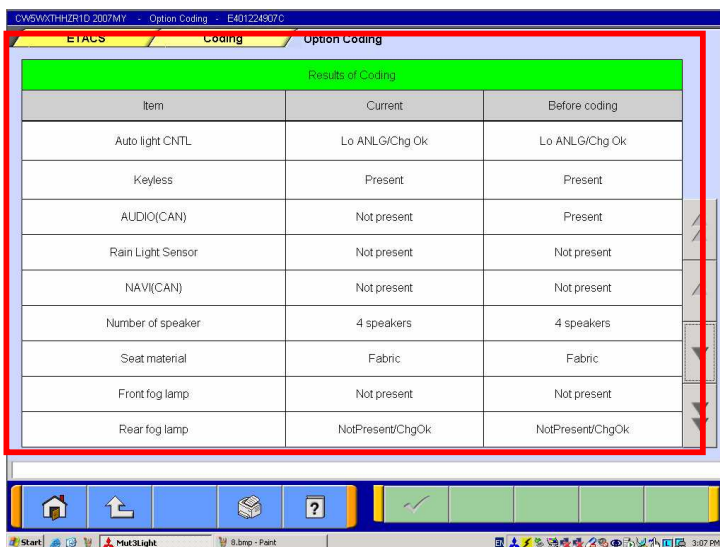 CW5WXTHHZR1D 2007MY - Option Coding - E401224907C
ETACS Coding Option Coding
Results of Coding
Item Current Before coding
Auto light CNTL Lo ANLG/Chg Ok Lo ANLG/Chg Ok
Keyless Present Present
AUDIO(CAN) Not present Present
Rain Light Sensor Not present Not present
NAVI(CAN) Not present Not present
Number of speaker 4 speakers 4 speakers
Seat material Fabric Fabric
Front fog lamp Not present Not present
Rear fog lamp NotPresent/ChgOk NotPresent/ChgOk
?
Start Mut3Light 8.bmp - Paint 3:07 PM